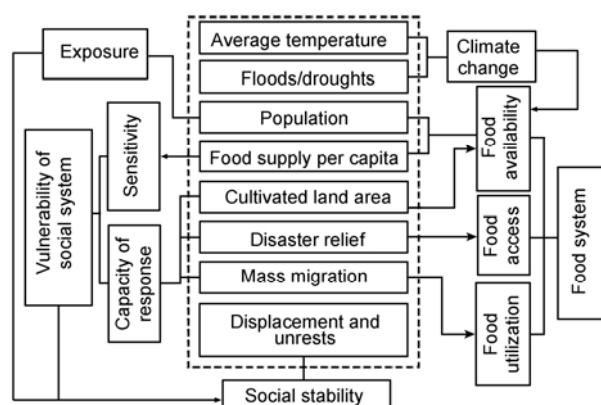 Exposure
Average temperature
Floods/droughts
Climate
change
Population
Food supply per capita
Cultivated land area
Disaster relief
Mass migration
Displacement and
unrests
Social stability
Vulnerability of
social system
Sensitivity
Capacity of
response
Food
availability
Food
access
Food
utilization
Food system